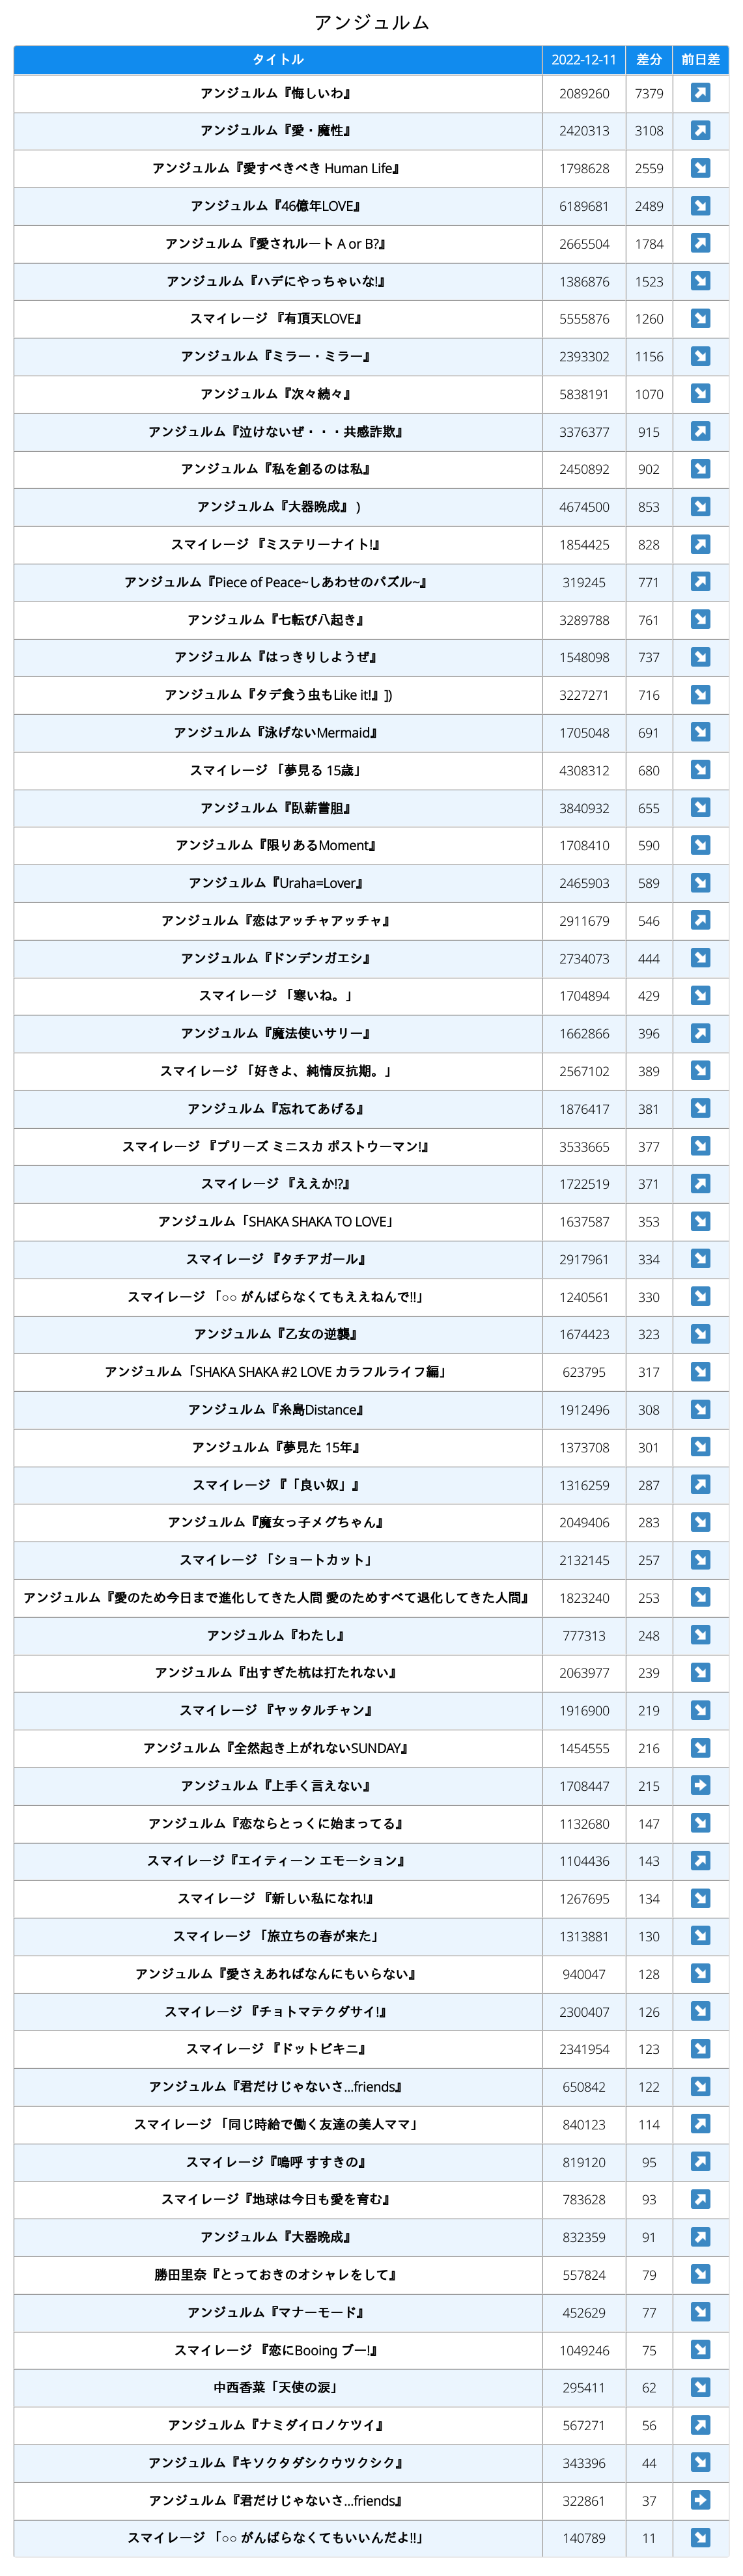 アンジュルム
タイトル 2022-12-11 差分 前日差
アンジュルム『悔しいわ』 2089260 7379 ↗
アンジュルム『愛・魔性』 2420313 3108 ↗
アンジュルム『愛すべきべき Human Life』 1798628 2559 ↘
アンジュルム『46億年LOVE』 6189681 2489 ↘
アンジュルム『愛されルート A or B?』 2665504 1784 ↗
アンジュルム『ハデにやっちゃいな!』 1386876 1523 ↘
スマイレージ 『有頂天LOVE』 5555876 1260 ↘
アンジュルム『ミラー・ミラー』 2393302 1156 ↘
アンジュルム『次々続々』 5838191 1070 ↘
アンジュルム『泣けないぜ・・・共感詐欺』 3376377 915 ↗
アンジュルム『私を創るのは私』 2450892 902 ↘
アンジュルム『大器晩成』 ) 4674500 853 ↘
スマイレージ 『ミステリーナイト!』 1854425 828 ↗
アンジュルム『Piece of Peace~しあわせのパズル~』 319245 771 ↗
アンジュルム『七転び八起き』 3289788 761 ↘
アンジュルム『はっきりしようぜ』 1548098 737 ↘
アンジュルム『タデ食う虫もLike it!』]) 3227271 716 ↘
アンジュルム『泳げないMermaid』 1705048 691 ↘
スマイレージ 「夢見る 15歳」 4308312 680 ↘
アンジュルム『臥薪嘗胆』 3840932 655 ↘
アンジュルム『限りあるMoment』 1708410 590 ↘
アンジュルム『Uraha=Lover』 2465903 589 ↘
アンジュルム『恋はアッチャアッチャ』 2911679 546 ↗
アンジュルム『ドンデンガエシ』 2734073 444 ↘
スマイレージ 「寒いね。」 1704894 429 ↘
アンジュルム『魔法使いサリー』 1662866 396 ↗
スマイレージ 「好きよ、純情反抗期。」 2567102 389 ↘
アンジュルム『忘れてあげる』 1876417 381 ↘
スマイレージ 『プリーズ ミニスカ ポストウーマン!』 3533665 377 ↘
スマイレージ 『ええか!?』 1722519 371 ↗
アンジュルム「SHAKA SHAKA TO LOVE」 1637587 353 ↘
スマイレージ 『タチアガール』 2917961 334 ↘
スマイレージ 「○○ がんばらなくてもええねんで!!」 1240561 330 ↘
アンジュルム『乙女の逆襲』 1674423 323 ↘
アンジュルム「SHAKA SHAKA #2 LOVE カラフルライフ編」 623795 317 ↘
アンジュルム『糸島Distance』 1912496 308 ↘
アンジュルム『夢見た 15年』 1373708 301 ↘
スマイレージ 『「良い奴」』 1316259 287 ↗
アンジュルム『魔女っ子メグちゃん』 2049406 283 ↘
スマイレージ 「ショートカット」 2132145 257 ↘
アンジュルム『愛のため今日まで進化してきた人間 愛のためすべて退化してきた人間』 1823240 253 ↘
アンジュルム『わたし』 777313 248 ↘
アンジュルム『出すぎた杭は打たれない』 2063977 239 ↘
スマイレージ 『ヤッタルチャン』 1916900 219 ↘
アンジュルム『全然起き上がれないSUNDAY』 1454555 216 ↘
アンジュルム『上手く言えない』 1708447 215 →
アンジュルム『恋ならとっくに始まってる』 1132680 147 ↘
スマイレージ『エイティーン エモーション』 1104436 143 ↗
スマイレージ 『新しい私になれ!』 1267695 134 ↘
スマイレージ 「旅立ちの春が来た」 1313881 130 ↘
アンジュルム『愛さえあればなんにもいらない』 940047 128 ↘
スマイレージ 『チョトマテクダサイ!』 2300407 126 ↘
スマイレージ 『ドットビキニ』 2341954 123 ↘
アンジュルム『君だけじゃないさ...friends』 650842 122 ↘
スマイレージ 「同じ時給で働く友達の美人ママ」 840123 114 ↗
スマイレージ『嗚呼 すすきの』 819120 95 ↗
スマイレージ『地球は今日も愛を育む』 783628 93 ↗
アンジュルム『大器晩成』 832359 91 ↗
勝田里奈『とっておきのオシャレをして』 557824 79 ↘
アンジュルム『マナーモード』 452629 77 ↘
スマイレージ 『恋にBooing ブー!』 1049246 75 ↘
中西香菜「天使の涙」 295411 62 ↘
アンジュルム『ナミダイロノケツイ』 567271 56 ↗
アンジュルム『キソクタダシクウツクシク』 343396 44 ↘
アンジュルム『君だけじゃないさ...friends』 322861 37 →
スマイレージ 「○○ がんばらなくてもいいんだよ!!」 140789 11 ↘